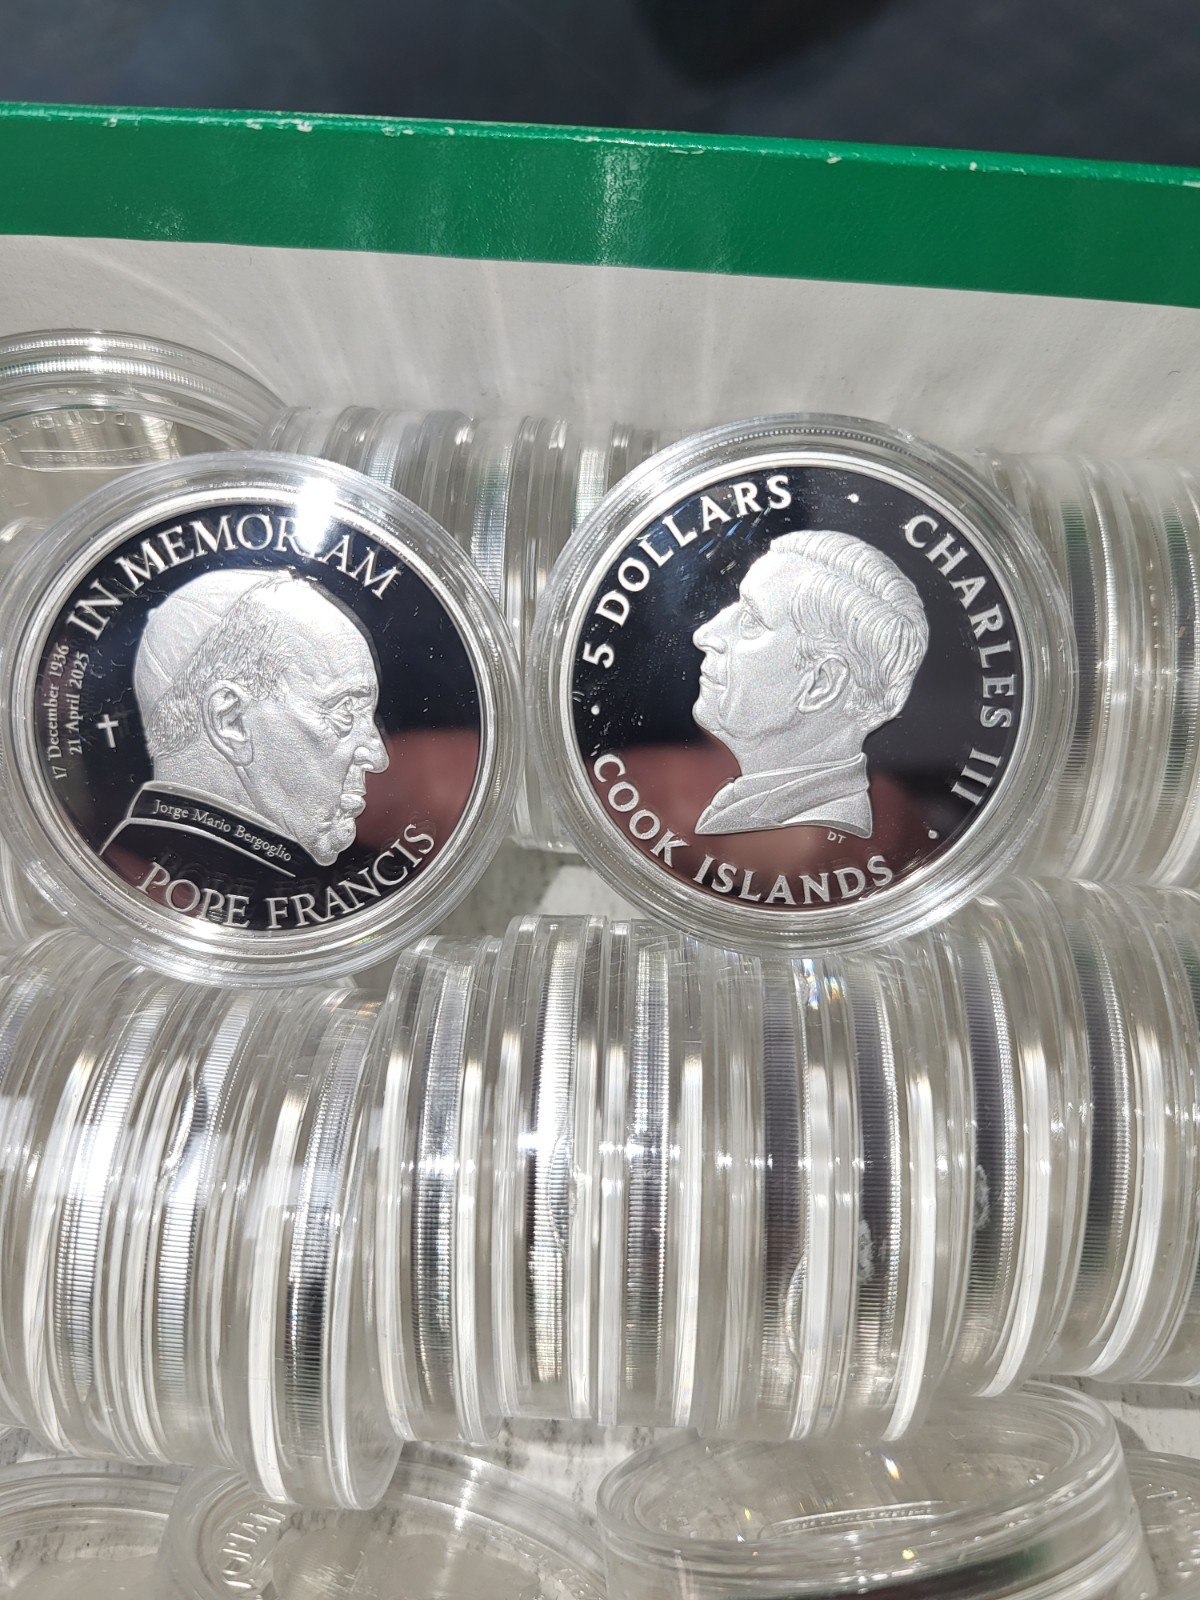 IN MEMORIAM
17 December 1936
21 April 2025
Jorge Mario Bergoglio
POPE FRANCIS
5 DOLLARS
CHARLES III
COOK ISLANDS
DT